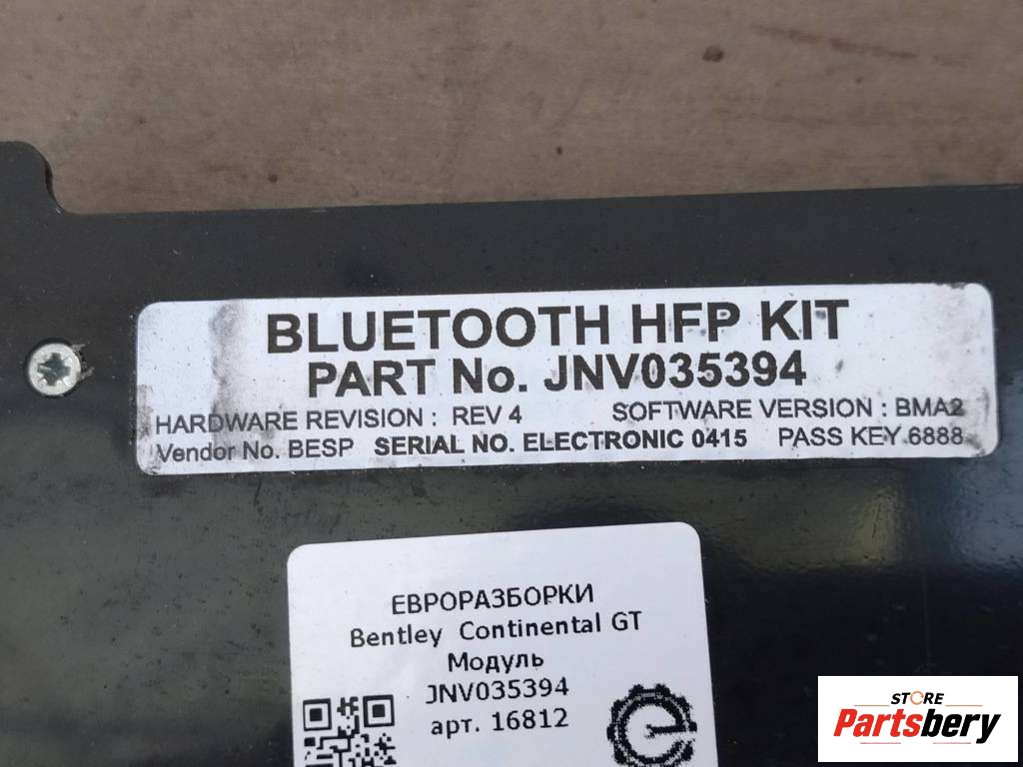 BLUETOOTH HFP KIT
PART No. JNV035394
HARDWARE REVISION : REV 4 SOFTWARE VERSION : BMA2
Vendor No. BESP SERIAL NO. ELECTRONIC 0415 PASS KEY 6888
ЕВРОРАЗБОРКИ
Bentley Continental GT
Модуль
JNV035394
арт. 16812
STORE
Partsbery